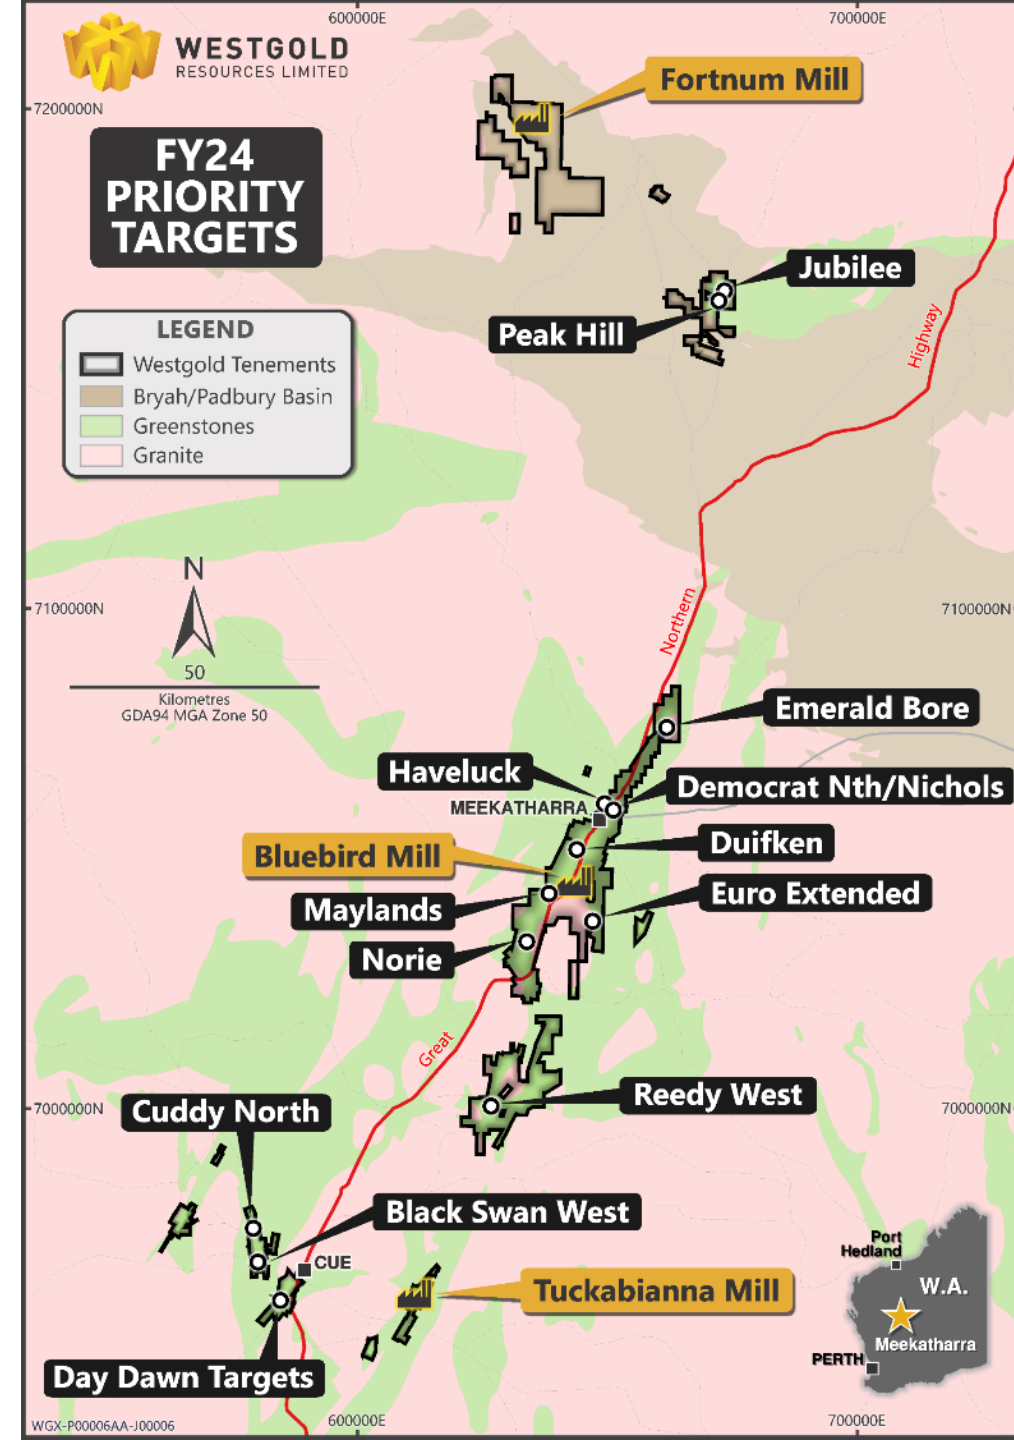 600000E
700000E
WESTGOLD
RESOURCES LIMITED
Fortnum Mill
7200000N
FY24
PRIORITY
TARGETS
Jubilee
Peak Hill
Highway
LEGEND
Westgold Tenements
Bryah/Padbury Basin
Greenstones
Granite
N
50
Kilometres
GDA94 MGA Zone 50
7100000N
7100000N
Northern
Emerald Bore
Haveluck
Democrat Nth/Nichols
MEEKATHARRA
Duifken
Bluebird Mill
Euro Extended
Maylands
Norie
Great
Reedy West
7000000N
7000000N
Cuddy North
Black Swan West
CUE
Tuckabianna Mill
Day Dawn Targets
Port
Hedland
W.A.
Meekatharra
PERTH
WGX-P00006AA-J00006
600000E
700000E